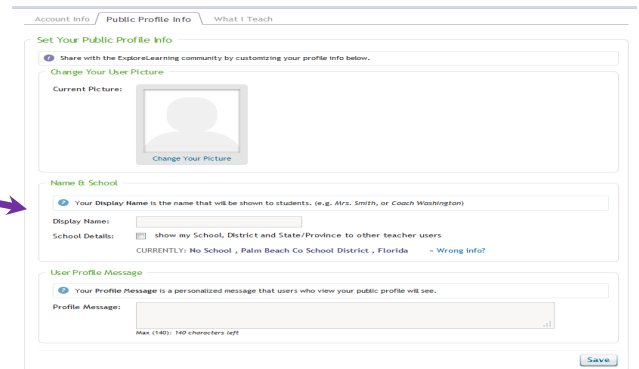 Account Info Public Profile Info What I Teach
Set Your Public Profile Info
Share with the ExploreLearning community by customizing your profile info below.
Change Your User Picture
Current Picture:
Change Your Picture
Name & School
Your Display Name is the name that will be shown to students. (e.g. Mrs. Smith, or Coach Washington)
Display Name:
School Details: show my School, District and State/Province to other teacher users
CURRENTLY: No School , Palm Beach Co School District , Florida - Wrong info?
User Profile Message
Your Profile Message is a personalized message that users who view your public profile will see.
Profile Message:
Max (140): 140 characters left
Save